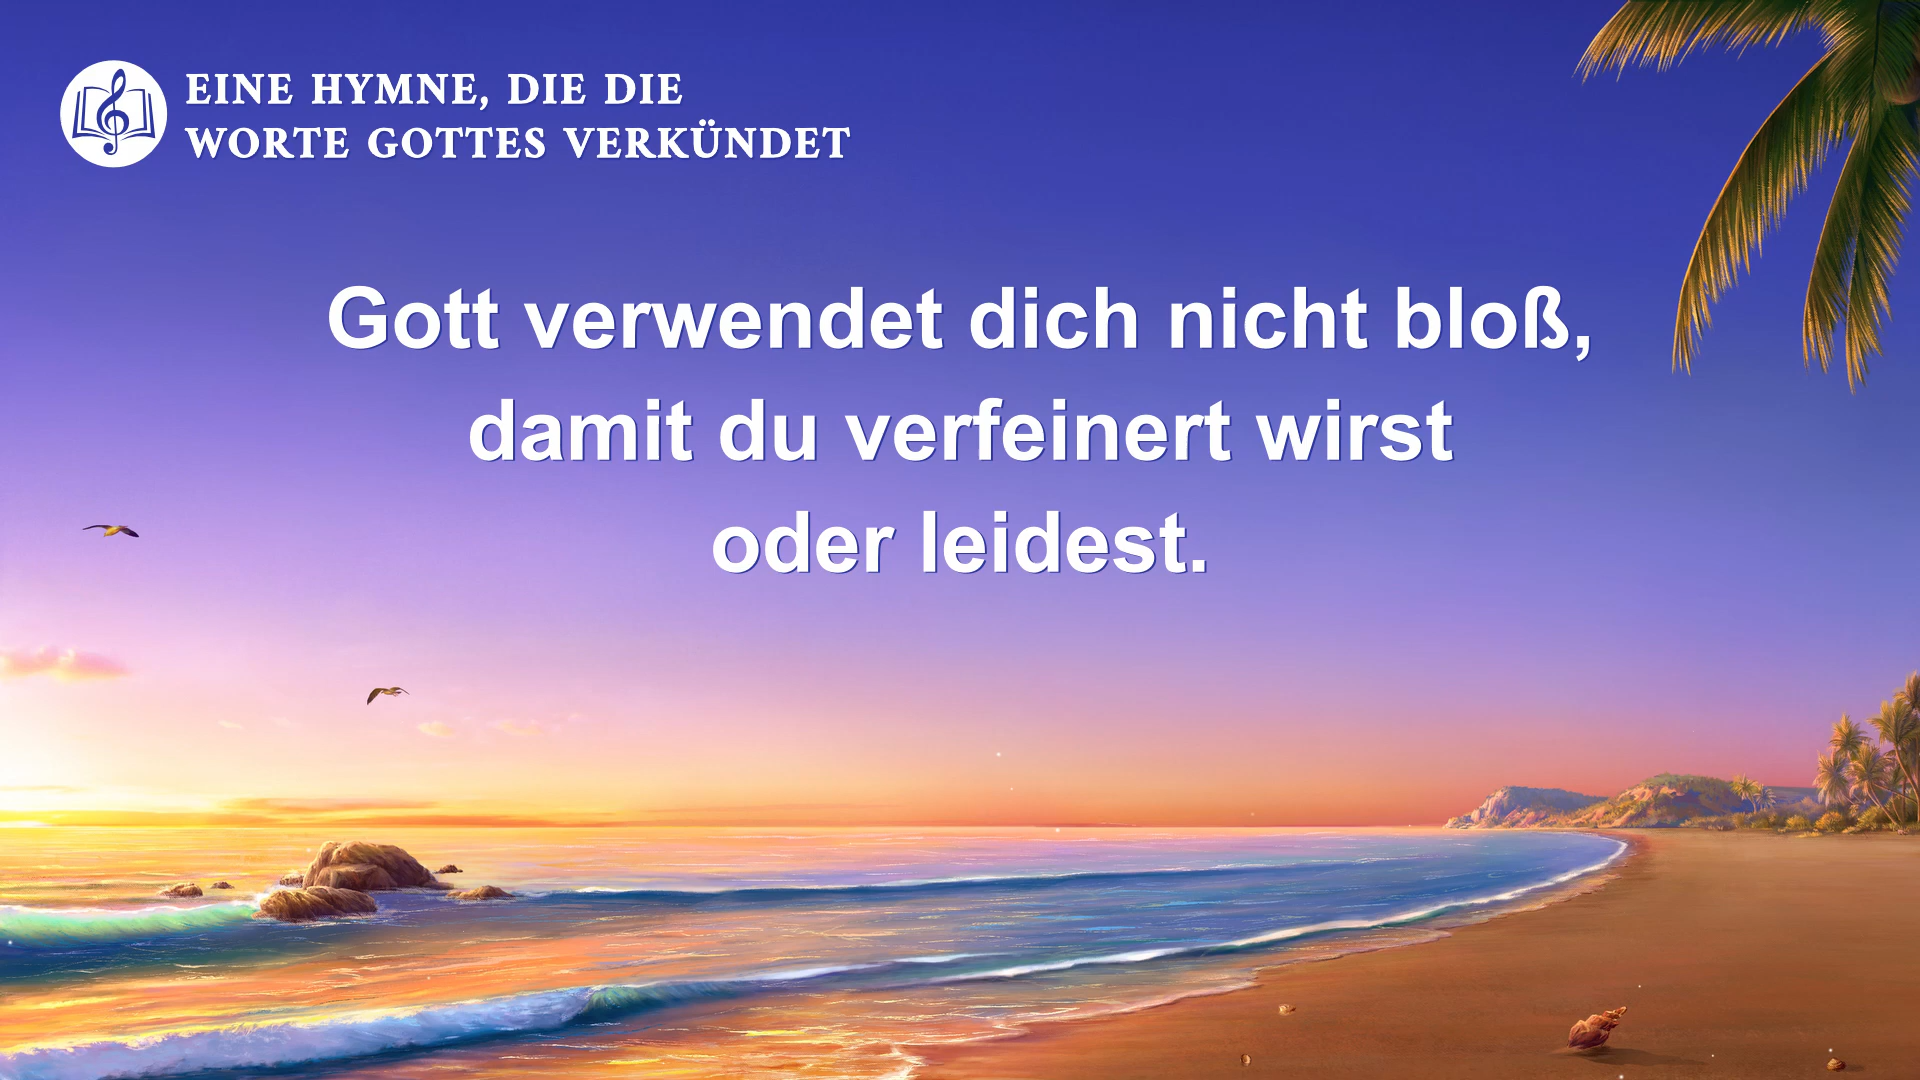 EINE HYMNE, DIE DIE
WORTE GOTTES VERKÜNDET
Gott verwendet dich nicht bloß,
damit du verfeinert wirst
oder leidest.